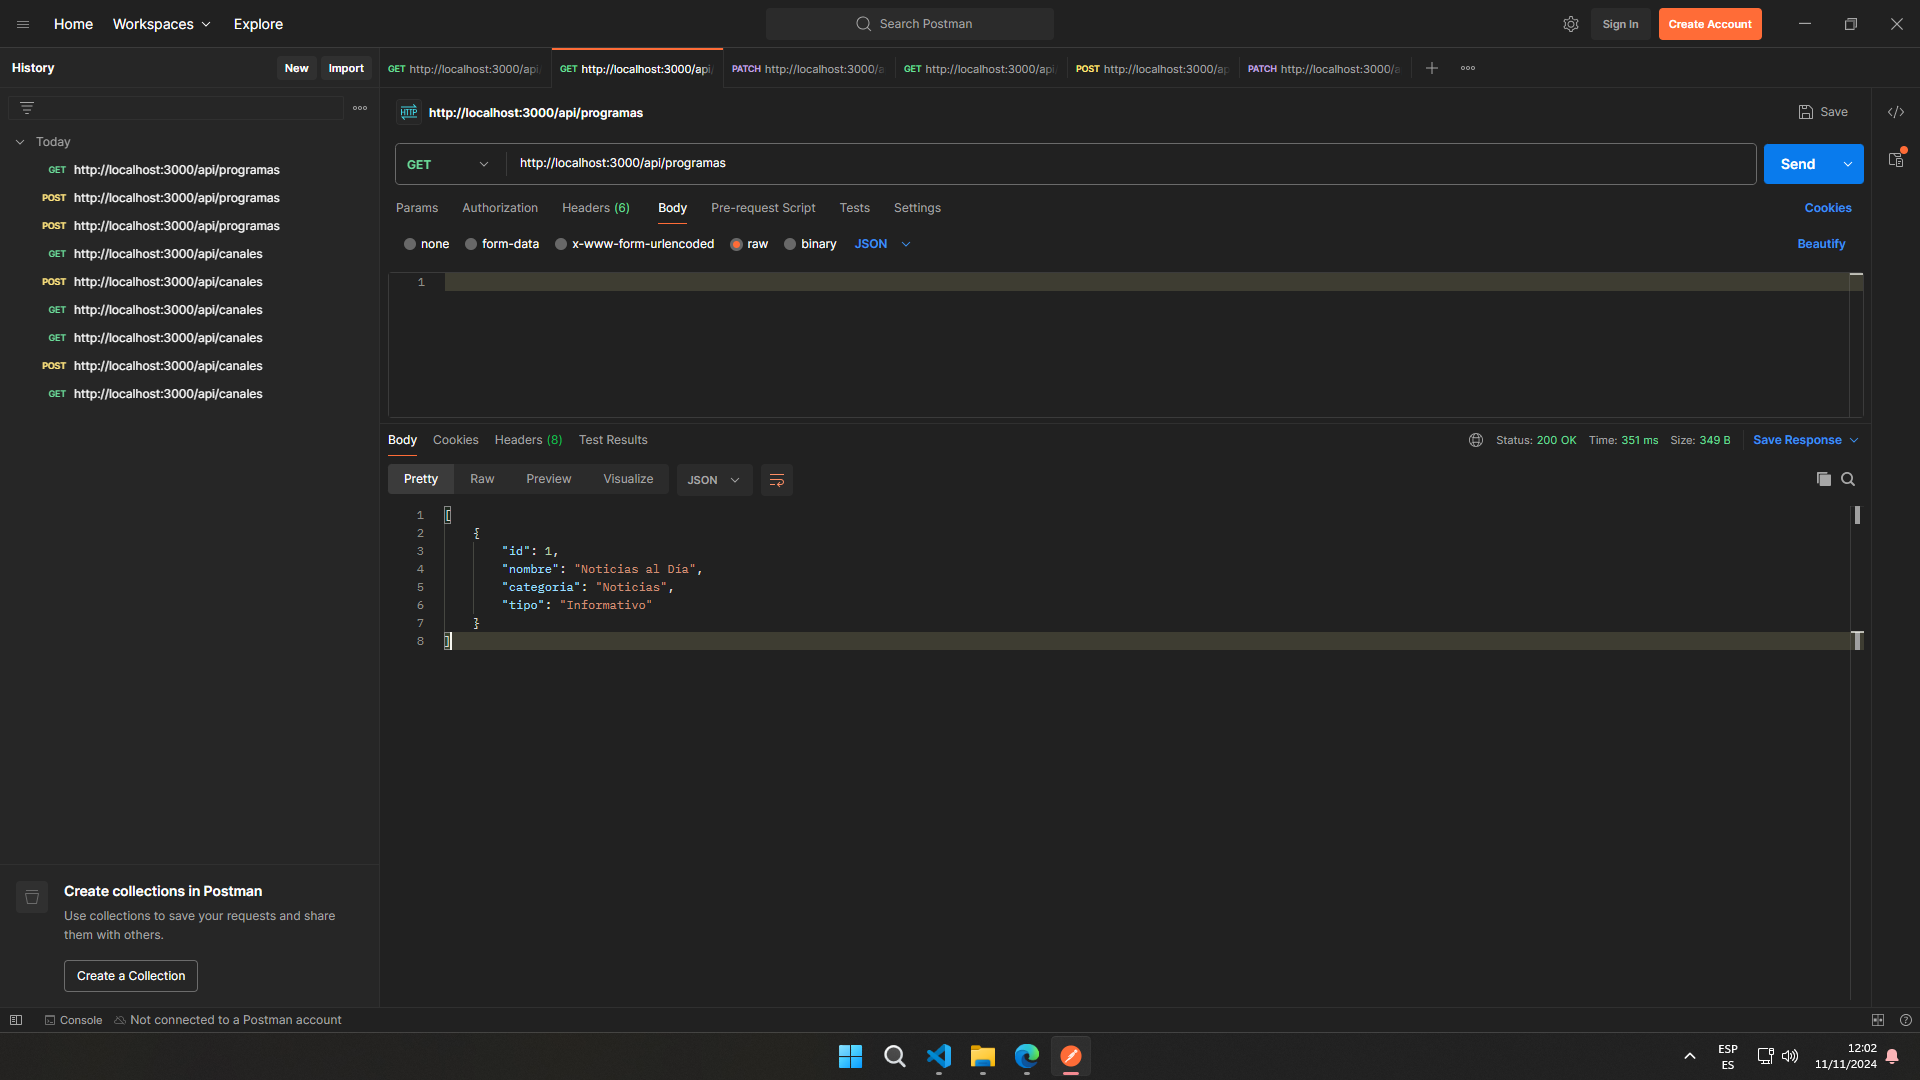 Home Workspaces Explore
Search Postman
Sign In Create Account
History New Import
GET http://localhost:3000/api
GET http://localhost:3000/api/
PATCH http://localhost:3000/a
GET http://localhost:3000/api
POST http://localhost:3000/ap
PATCH http://localhost:3000/a
Today
GET http://localhost:3000/api/programas
POST http://localhost:3000/api/programas
POST http://localhost:3000/api/programas
GET http://localhost:3000/api/canales
POST http://localhost:3000/api/canales
GET http://localhost:3000/api/canales
GET http://localhost:3000/api/canales
POST http://localhost:3000/api/canales
GET http://localhost:3000/api/canales
Create collections in Postman
Use collections to save your requests and share
them with others.
Create a Collection
HTTP http://localhost:3000/api/programas
Save
GET http://localhost:3000/api/programas Send
Params Authorization Headers (6) Body Pre-request Script Tests Settings Cookies
none form-data x-www-form-urlencoded raw binary JSON Beautify
1
Body Cookies Headers (8) Test Results Status: 200 OK Time: 351 ms Size: 349 B Save Response
Pretty Raw Preview Visualize JSON
1 [
2 {
3 "id": 1,
4 "nombre": "Noticias al Día",
5 "categoria": "Noticias",
6 "tipo": "Informativo"
7 }
8 ]
Console Not connected to a Postman account
ESP
ES
12:02
11/11/2024